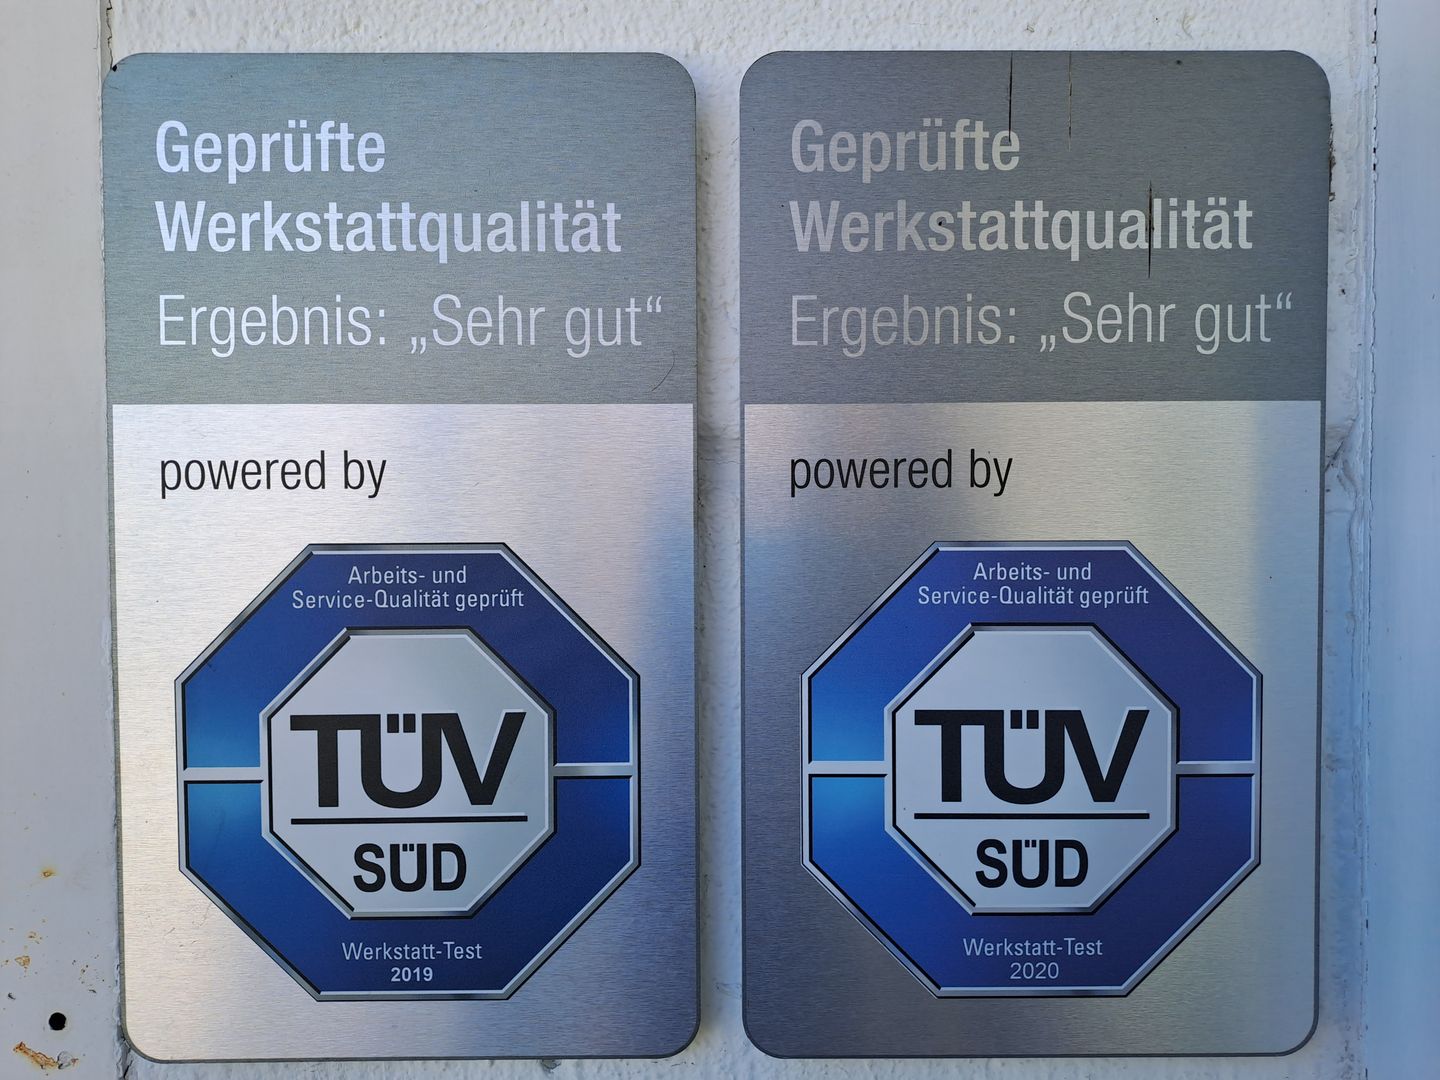 Geprüfte
Werkstattqualität
Ergebnis: „Sehr gut“
powered by
Arbeits- und
Service-Qualität geprüft
TÜV
SÜD
Werkstatt-Test
2019
Geprüfte
Werkstattqualität
Ergebnis: „Sehr gut“
powered by
Arbeits- und
Service-Qualität geprüft
TÜV
SÜD
Werkstatt-Test
2020